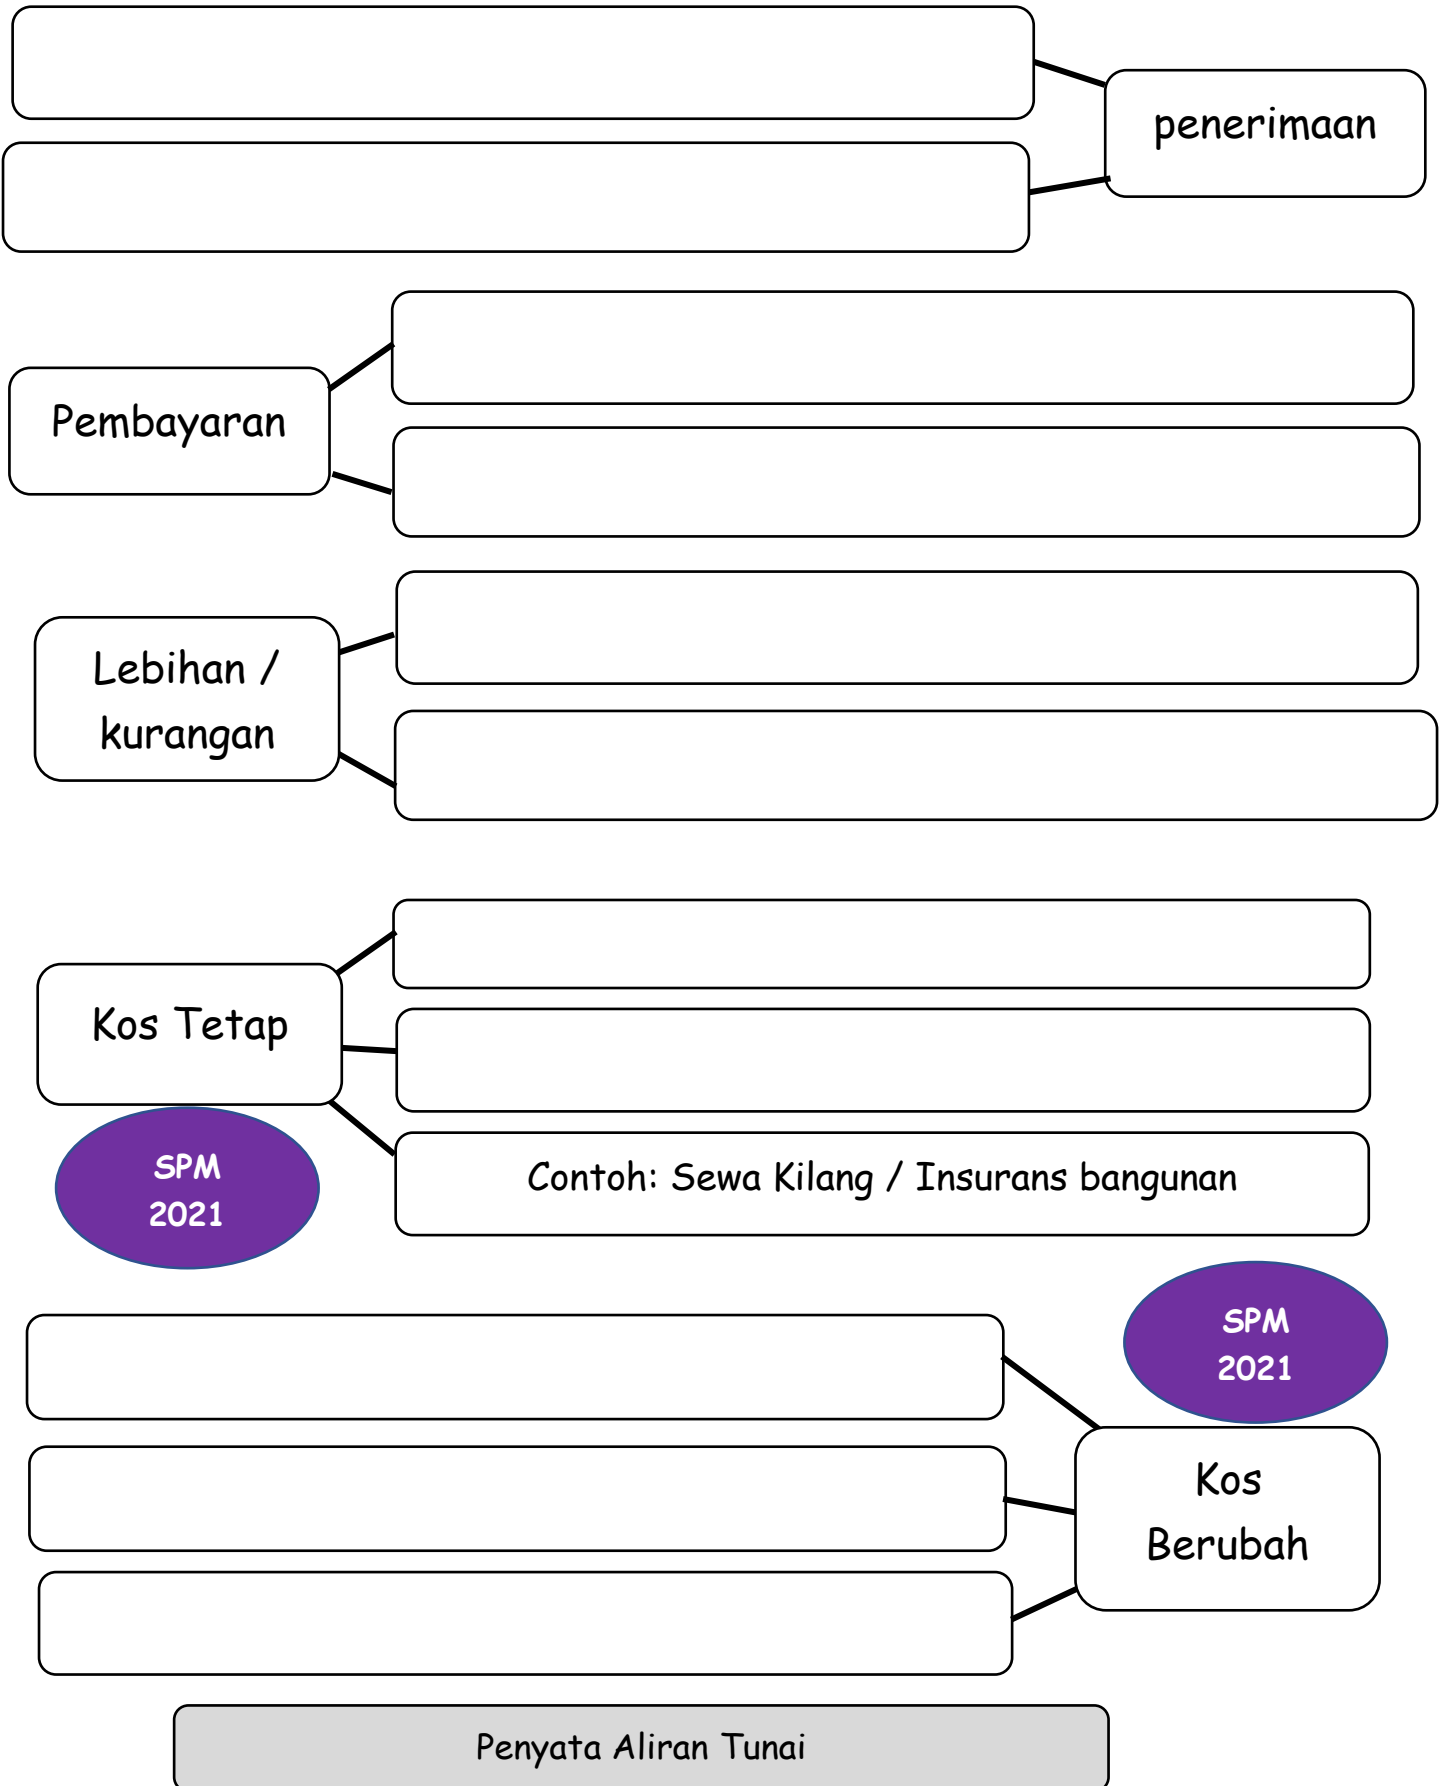 penerimaan
Pembayaran
Lebihan /
kurangan
Kos Tetap
SPM
2021
Contoh: Sewa Kilang / Insurans bangunan
SPM
2021
Kos
Berubah
Penyata Aliran Tunai